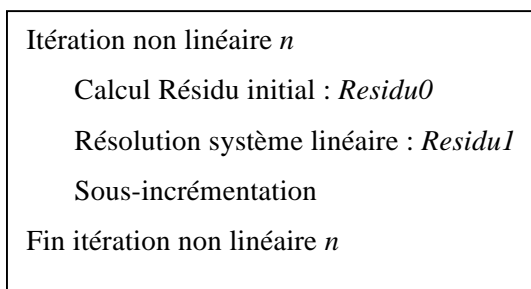 Itération non linéaire n
Calcul Résidu initial : Residu0
Résolution système linéaire : Residu1
Sous-incrémentation
Fin itération non linéaire n